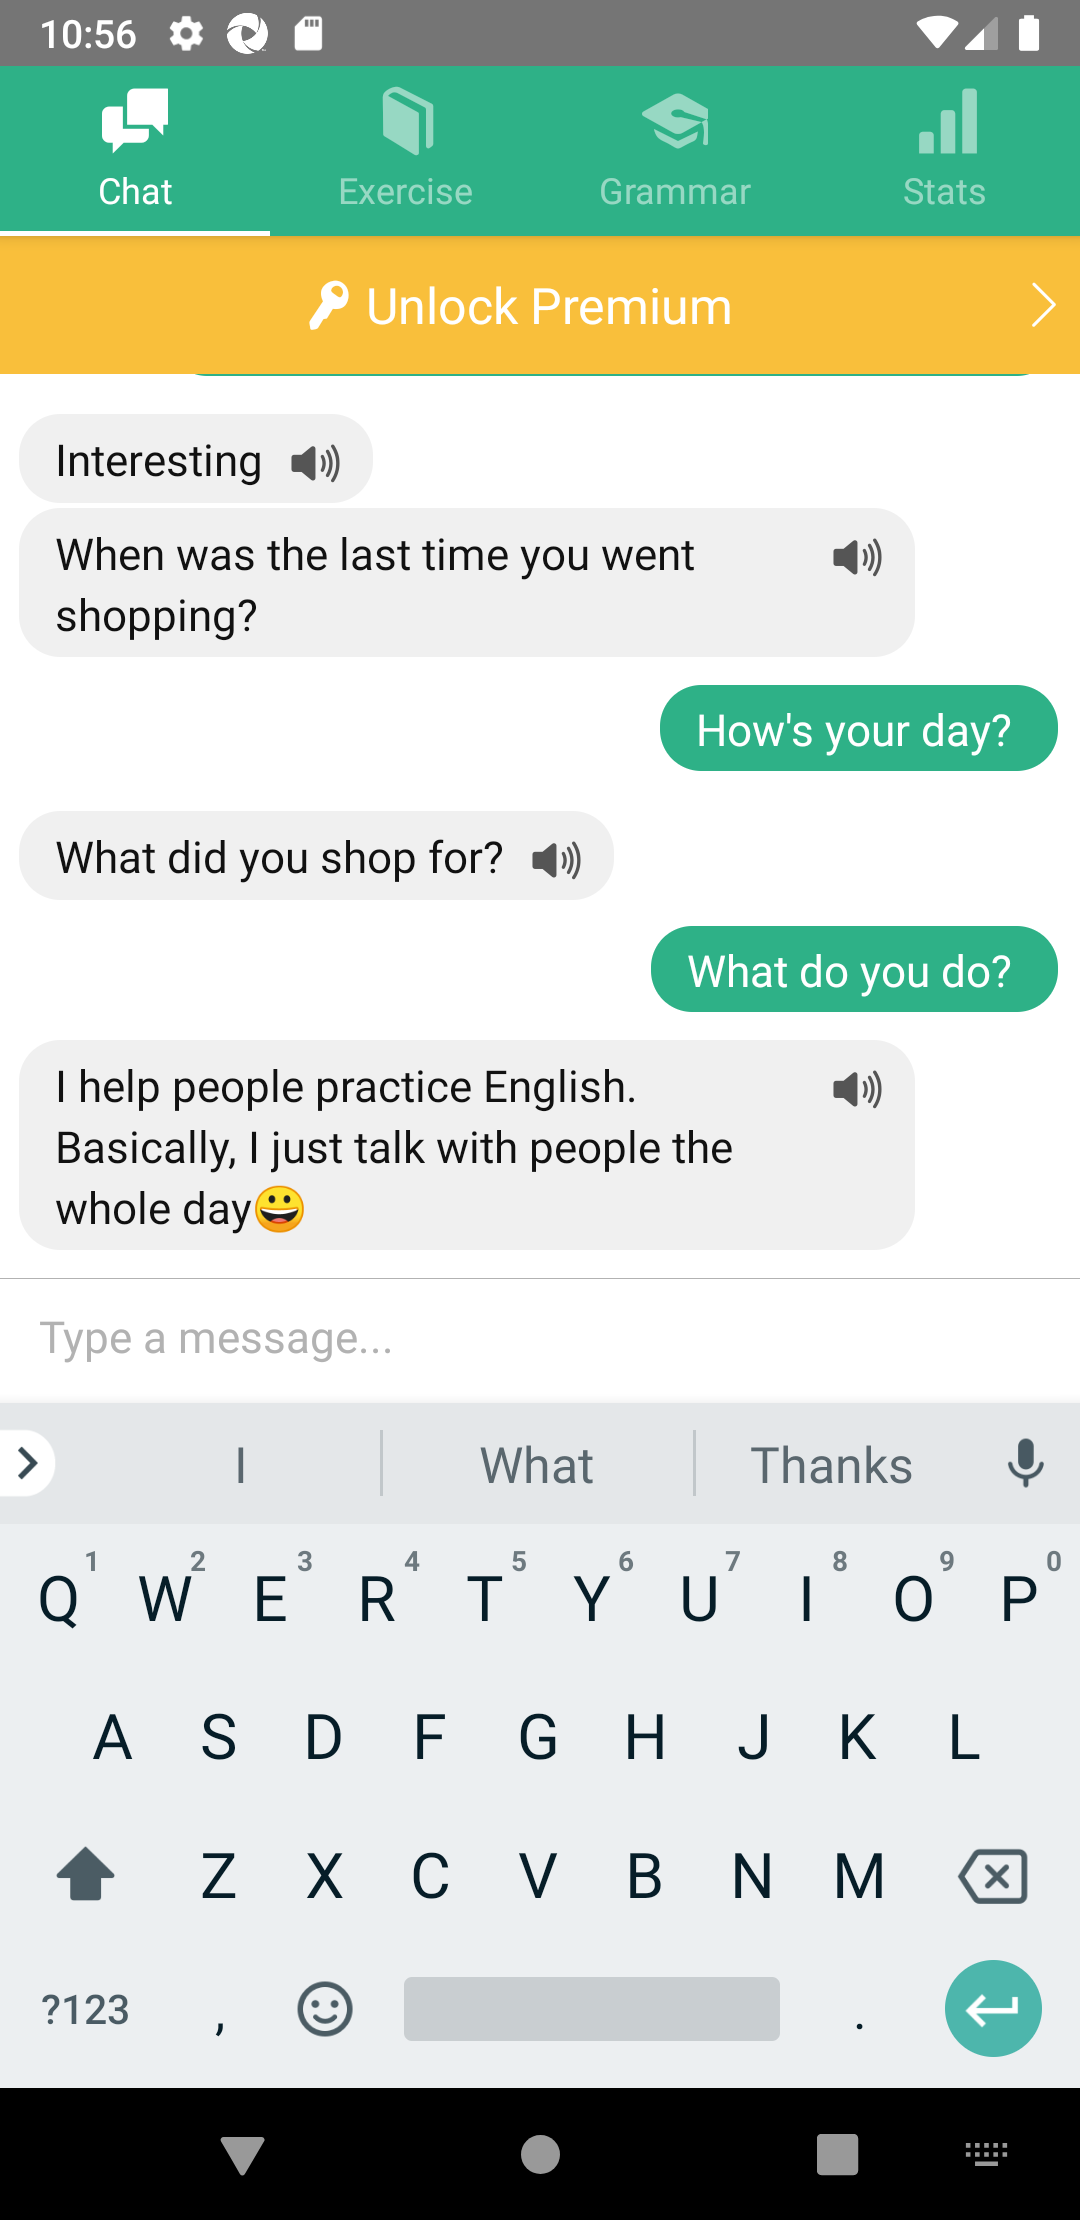 10:56
Chat
Exercise
Grammar
Stats
Unlock Premium
Interesting
When was the last time you went
shopping?
How's your day?
What did you shop for?
What do you do?
I help people practice English.
Basically, I just talk with people the
whole day😀
Type a message...
I What Thanks
Q 1 W 2 E 3 R 4 T 5 Y 6 U 7 I 8 O 9 P 0
A S D F G H J K L
Z X C V B N M
?123 , .